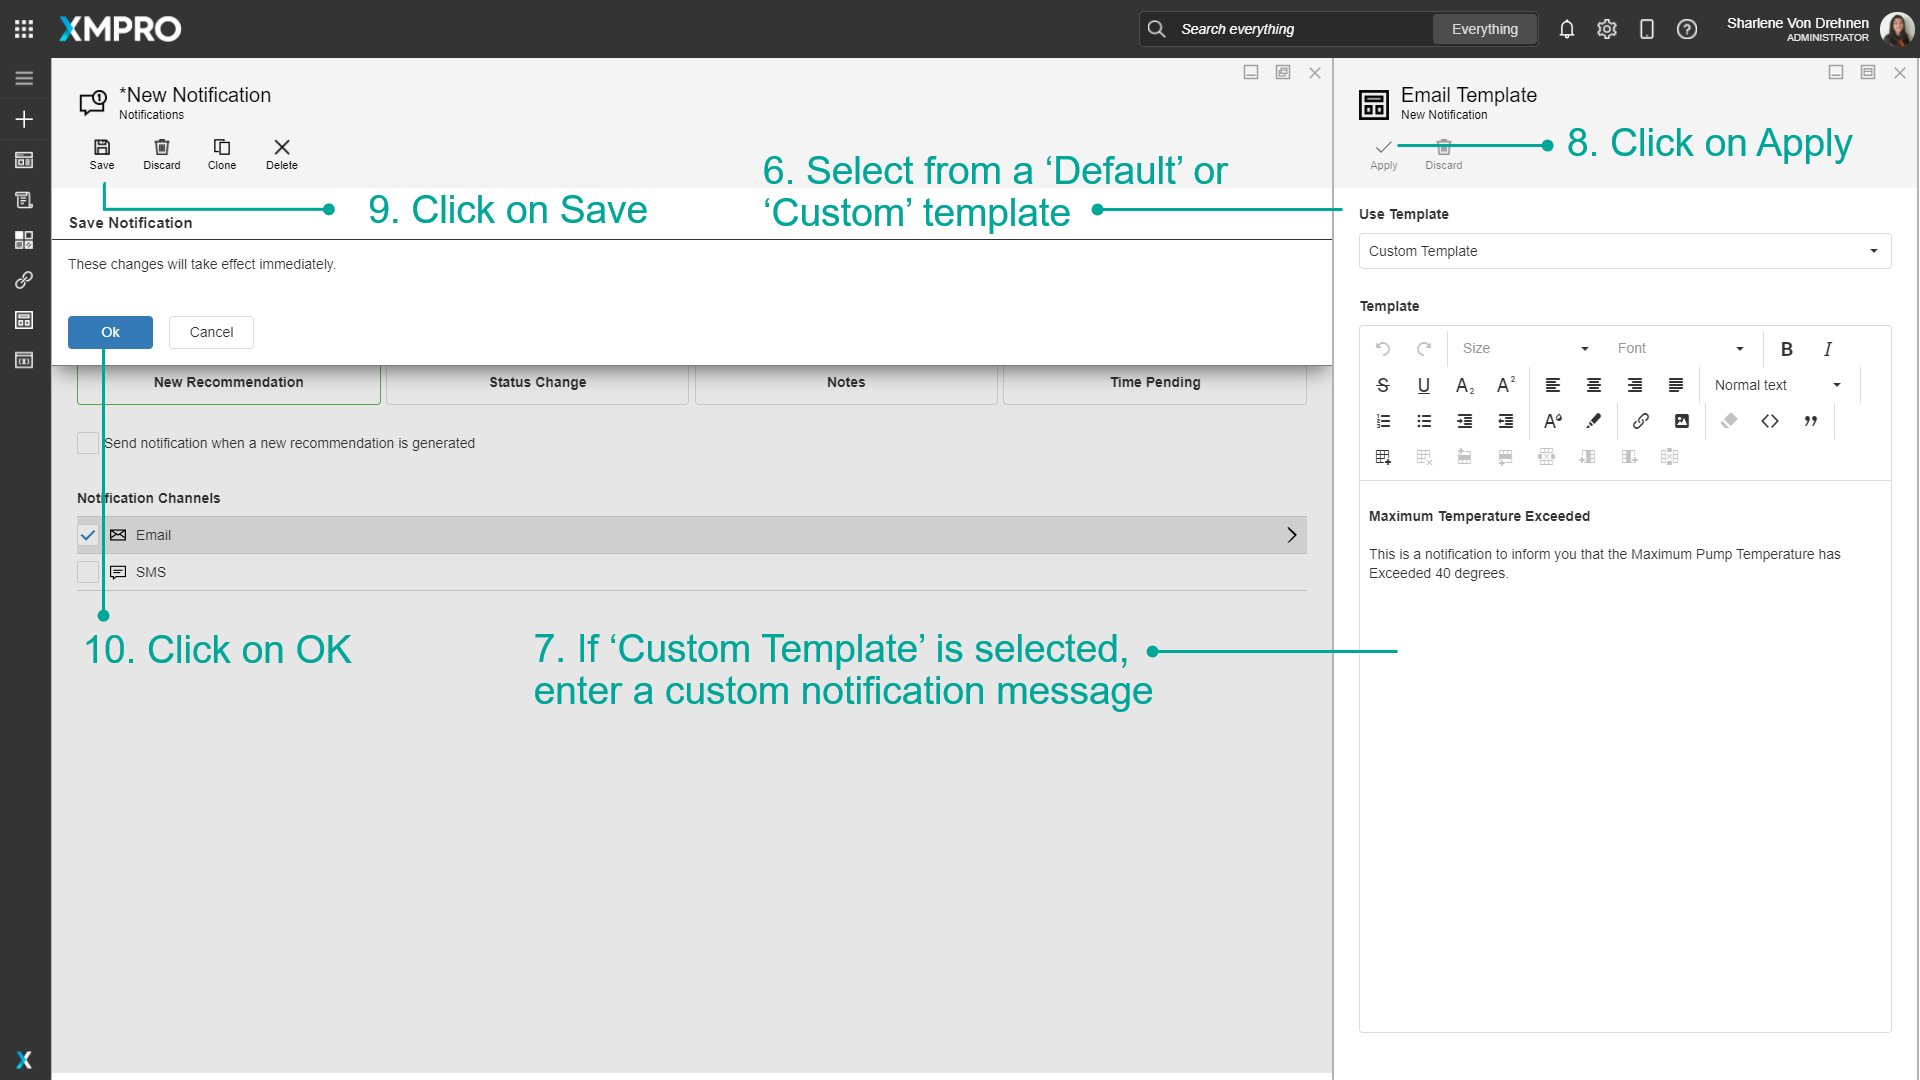 XMPRO
Search everything
Everything
Sharlene Von Drehnen
ADMINISTRATOR
*New Notification
Notifications
Save
Discard
Clone
Delete
9. Click on Save
6. Select from a ‘Default’ or
‘Custom’ template
Save Notification
These changes will take effect immediately.
Ok
Cancel
New Recommendation
Status Change
Notes
Time Pending
Send notification when a new recommendation is generated
Notification Channels
Email
SMS
10. Click on OK
7. If ‘Custom Template’ is selected,
enter a custom notification message
Email Template
New Notification
Apply
Discard
8. Click on Apply
Use Template
Custom Template
Template
Size
Font
B
I
S
U
A2
A2
Normal text
Maximum Temperature Exceeded
This is a notification to inform you that the Maximum Pump Temperature has
Exceeded 40 degrees.